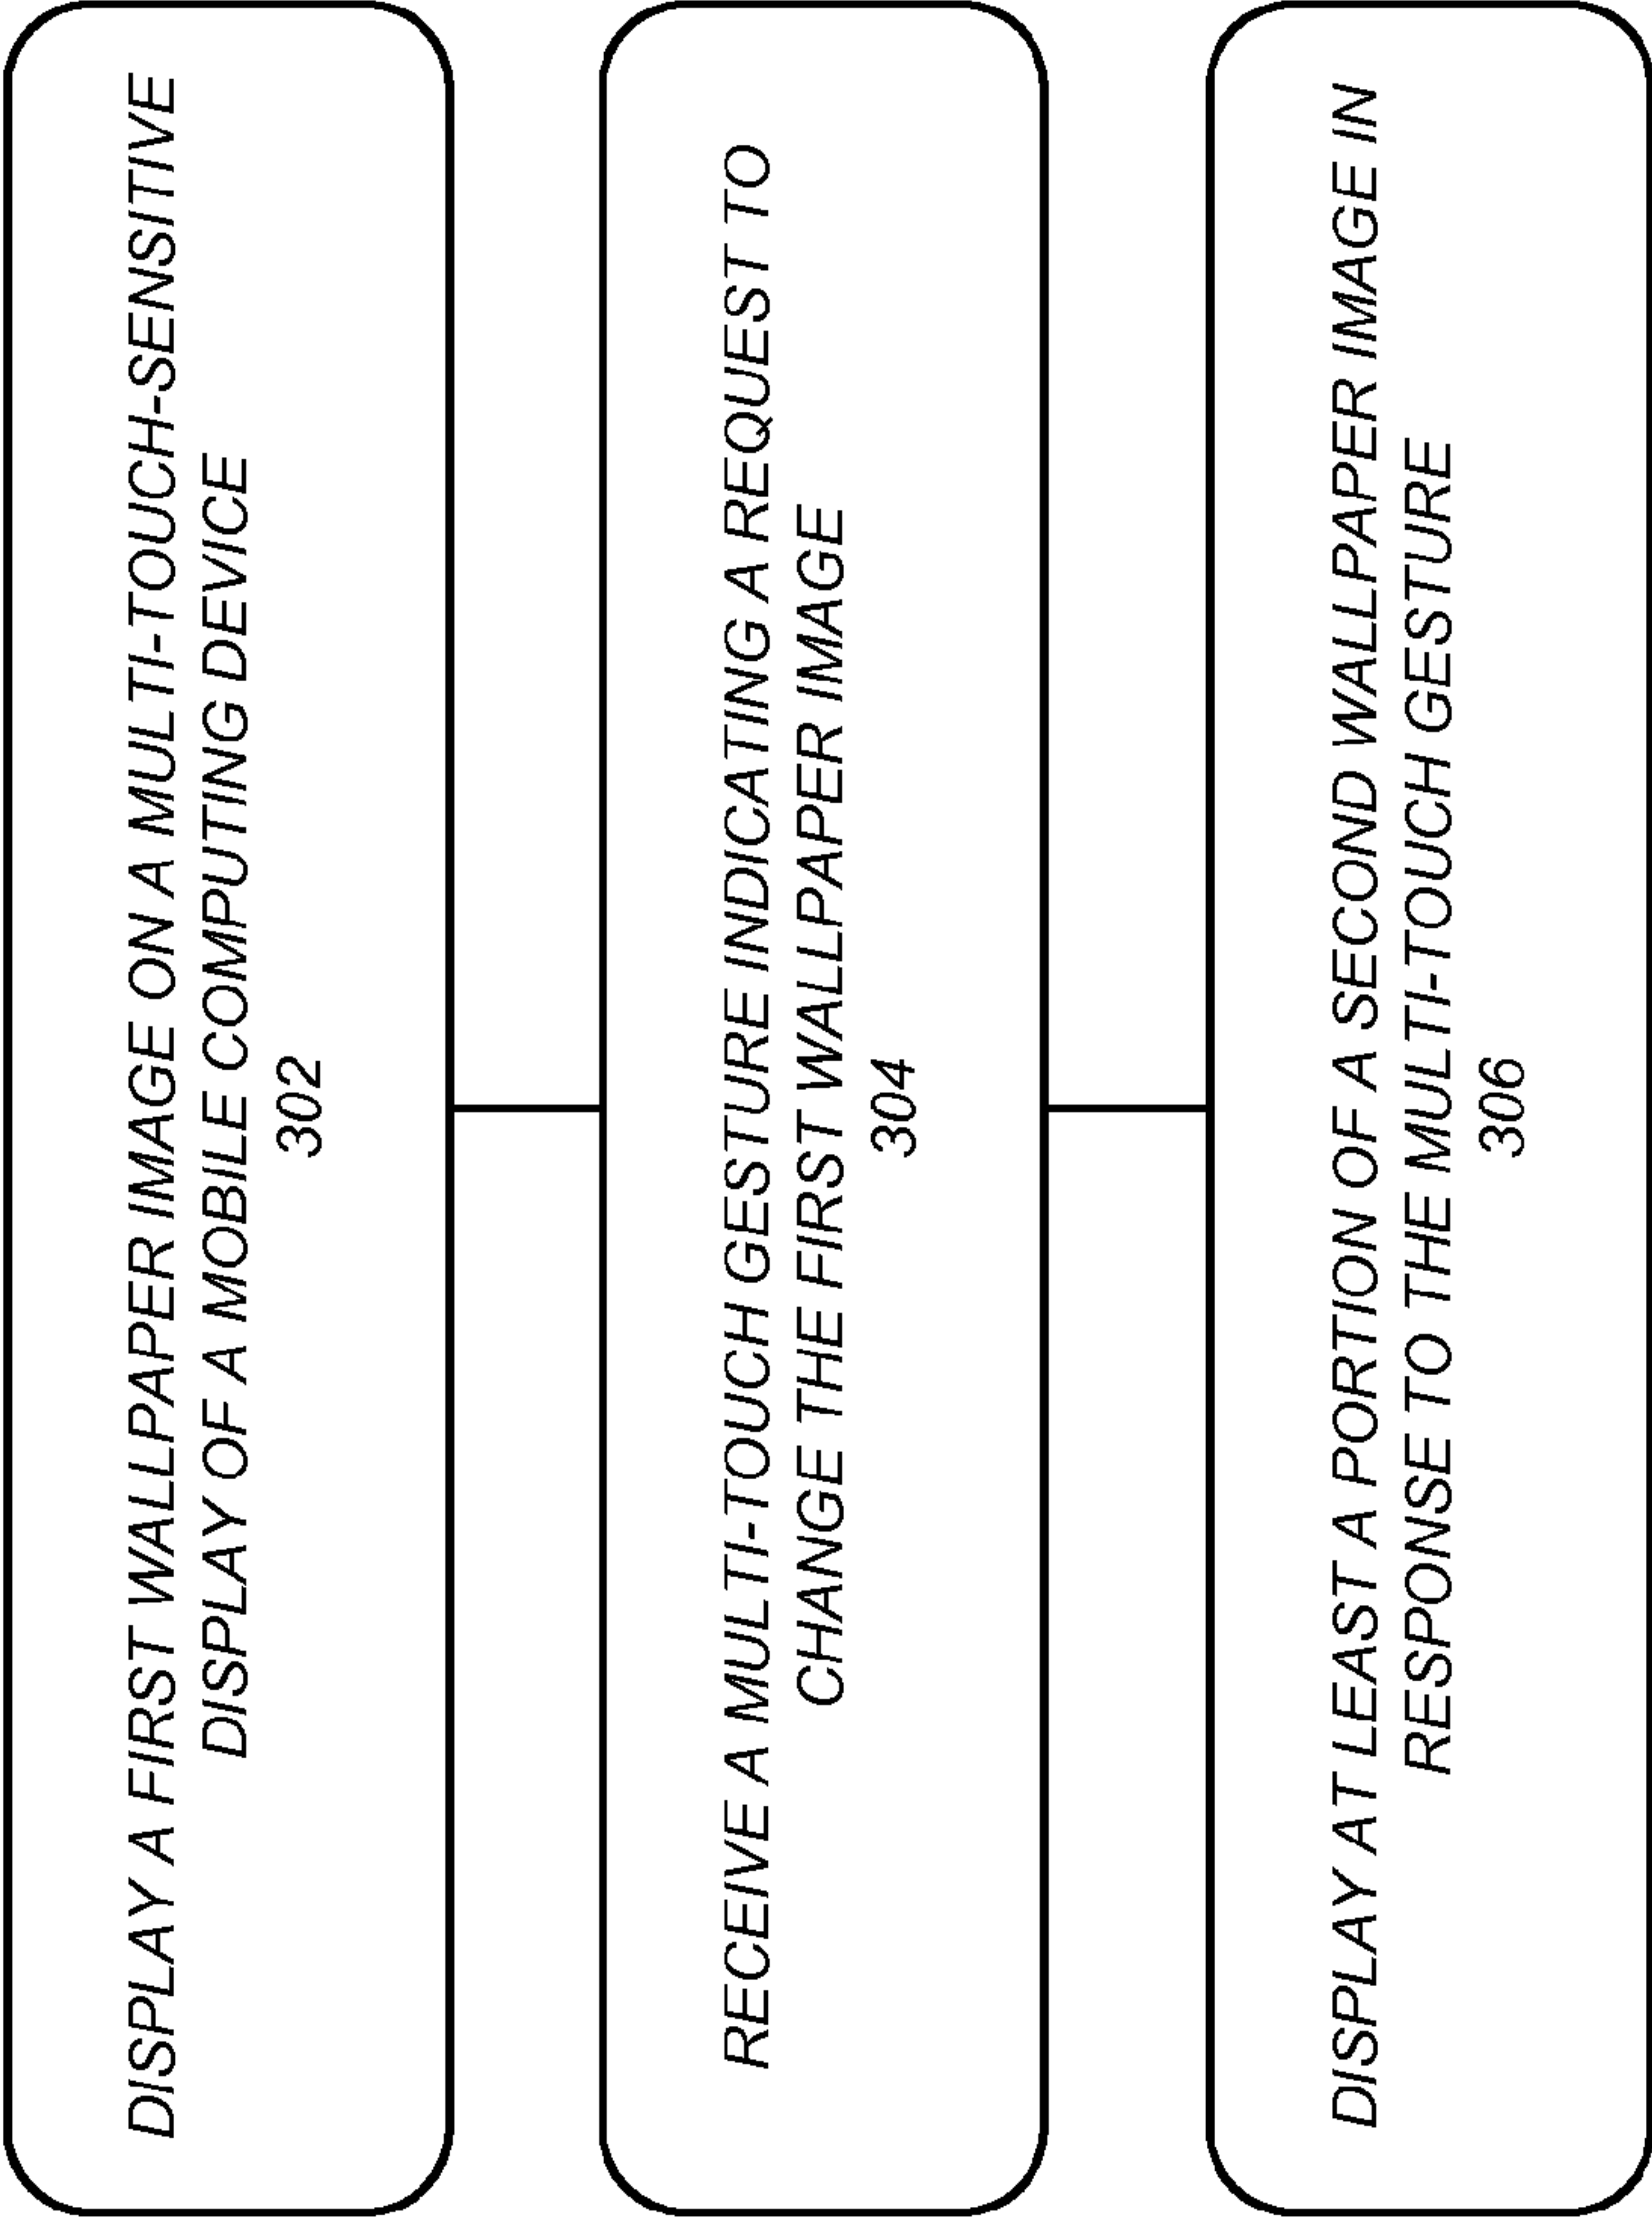 DISPLAY A FIRST WALLPAPER IMAGE ON A MULTI-TOUCH-SENSITIVE
DISPLAY OF A MOBILE COMPUTING DEVICE
302
RECEIVE A MULTI-TOUCH GESTURE INDICATING A REQUEST TO
CHANGE THE FIRST WALLPAPER IMAGE
304
DISPLAY AT LEAST A PORTION OF A SECOND WALLPAPER IMAGE IN
RESPONSE TO THE MULTI-TOUCH GESTURE
306